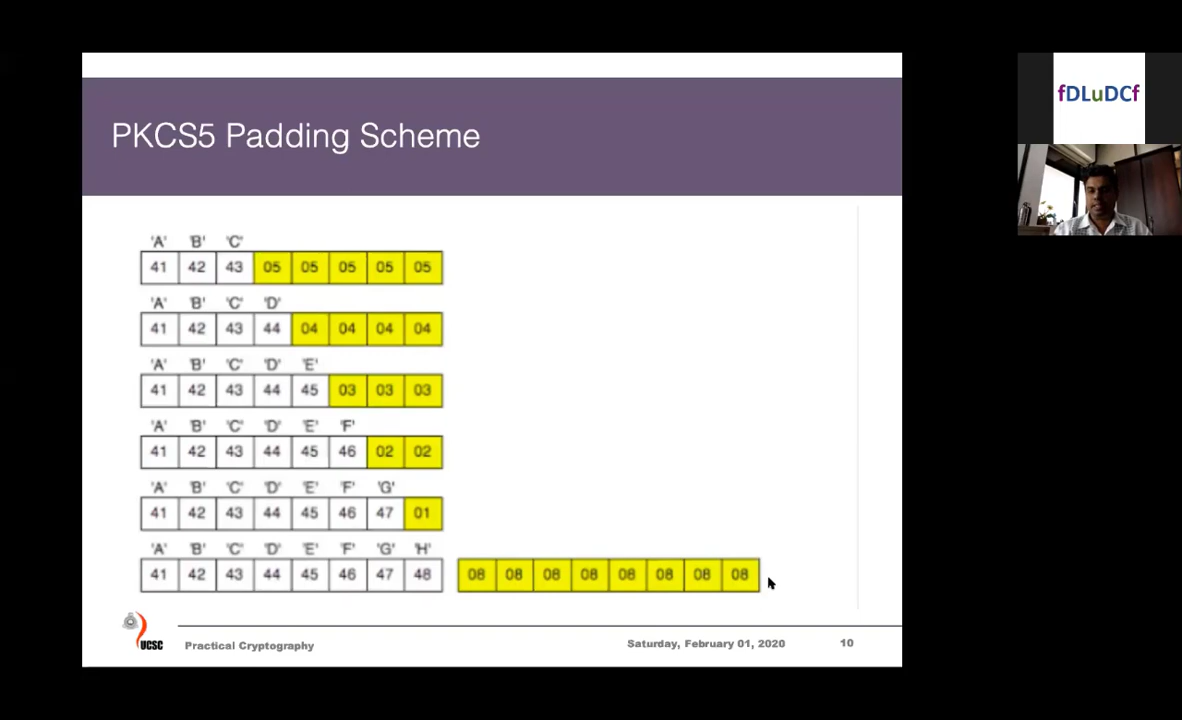 PKCS5 Padding Scheme
fDLuDCf
'A' 'B' 'C'
41 42 43 05 05 05 05 05
'A' 'B' 'C' 'D'
41 42 43 44 04 04 04 04
'A' 'B' 'C' 'D' 'E'
41 42 43 44 45 03 03 03
'A' 'B' 'C' 'D' 'E' 'F'
41 42 43 44 45 46 02 02
'A' 'B' 'C' 'D' 'E' 'F' 'G'
41 42 43 44 45 46 47 01
'A' 'B' 'C' 'D' 'E' 'F' 'G' 'H'
41 42 43 44 45 46 47 48 08 08 08 08 08 08 08 08
UCSC
Practical Cryptography
Saturday, February 01, 2020
10